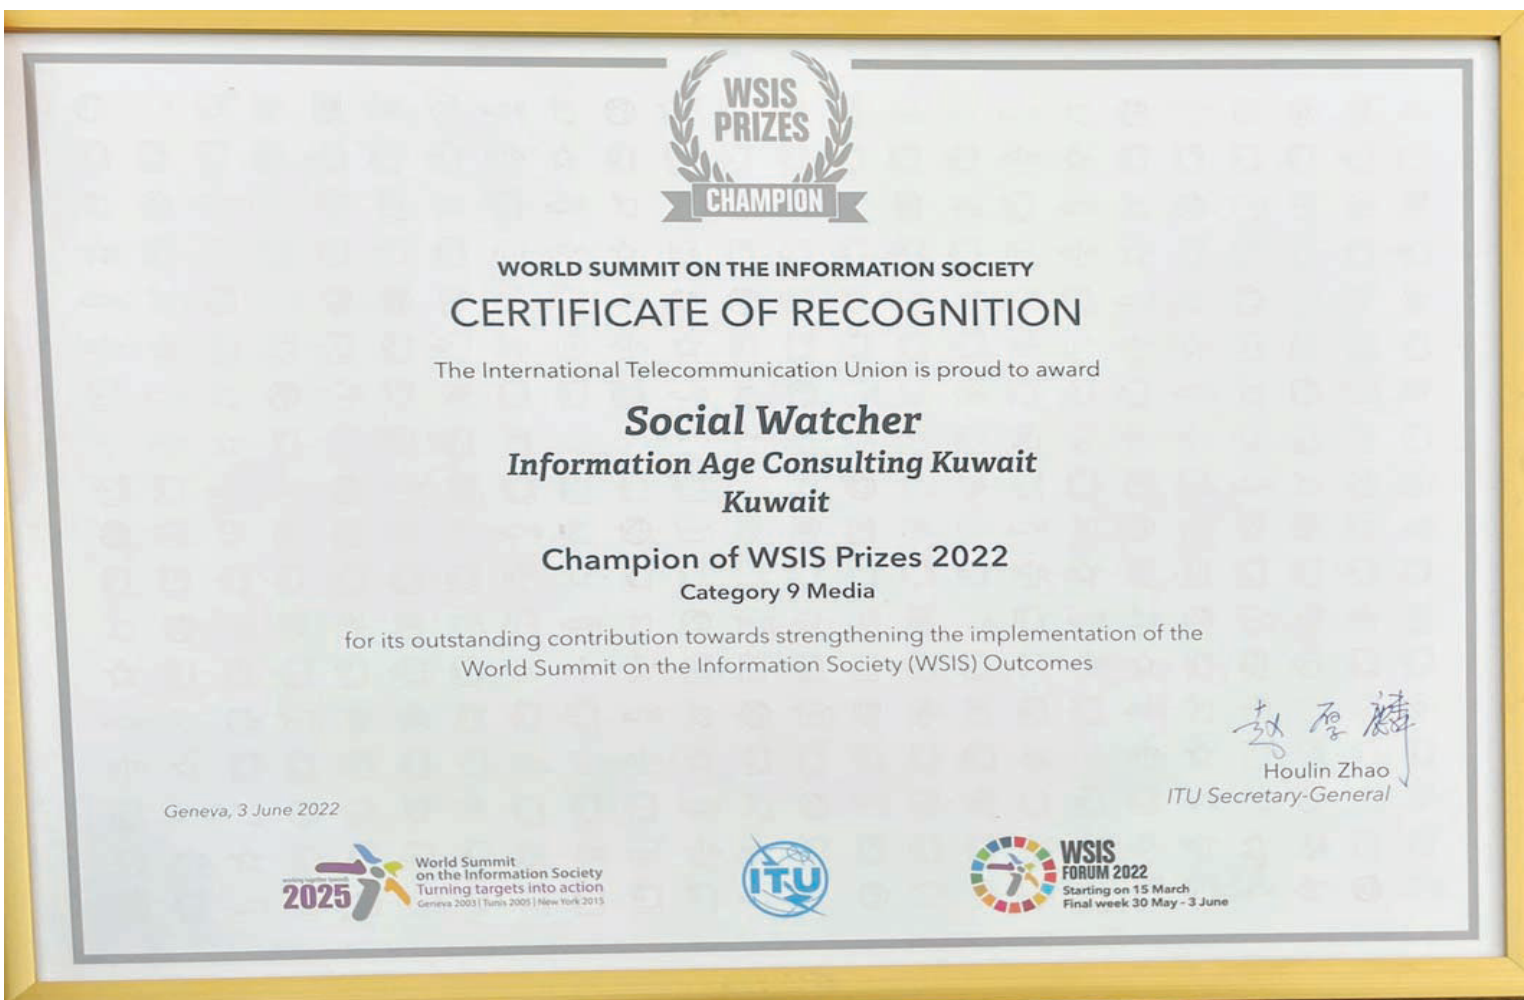 WSIS
PRIZES
CHAMPION
WORLD SUMMIT ON THE INFORMATION SOCIETY
CERTIFICATE OF RECOGNITION
The International Telecommunication Union is proud to award
Social Watcher
Information Age Consulting Kuwait
Kuwait
Champion of WSIS Prizes 2022
Category 9 Media
for its outstanding contribution towards strengthening the implementation of the
World Summit on the Information Society (WSIS) Outcomes
赵厚麟
Houlin Zhao
ITU Secretary-General
Geneva, 3 June 2022
working together towards
2025
World Summit
on the Information Society
Turning targets into action
Geneva 2003 | Tunis 2005 | New York 2015
ITU
WSIS
FORUM 2022
Starting on 15 March
Final week 30 May – 3 June